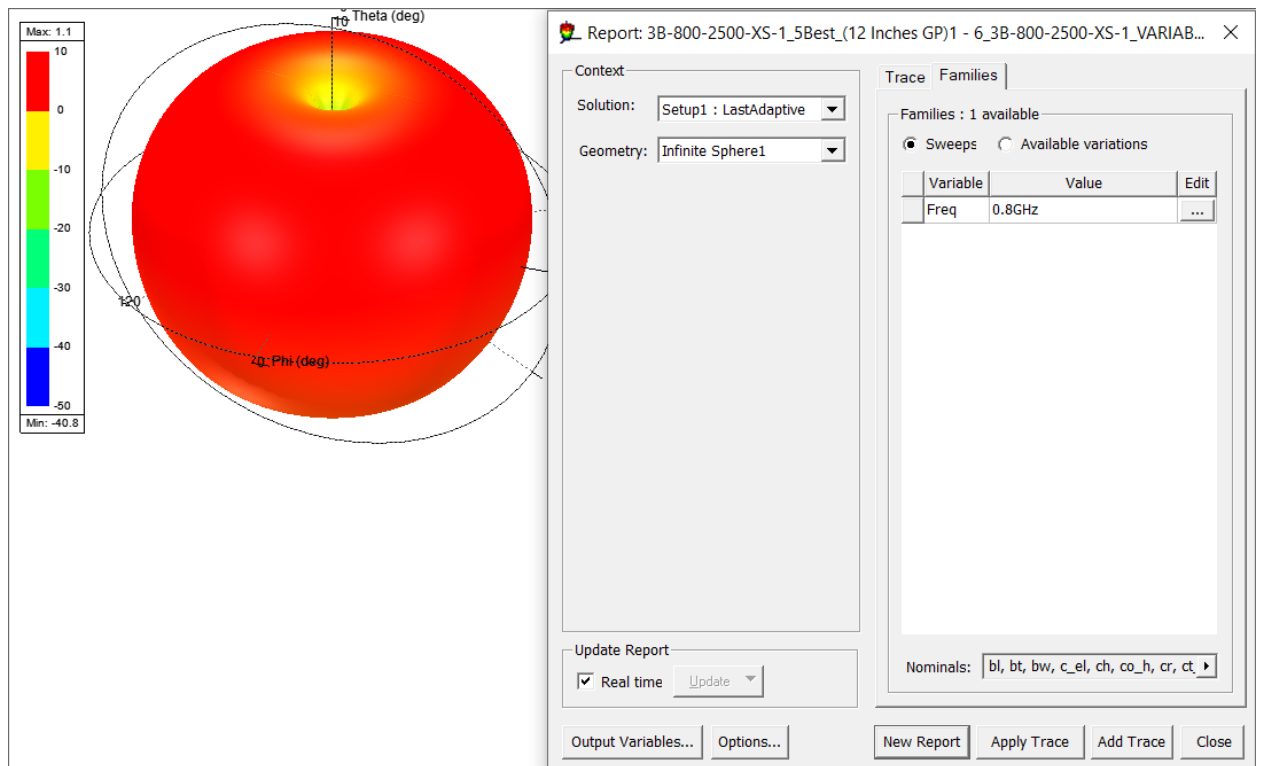 Max: 1.1
10
0
-10
-20
-30
-40
-50
Min: -40.8
Theta (deg)
10
120
Phi (deg)
Report: 3B-800-2500-XS-1_5Best_(12 Inches GP)1 - 6_3B-800-2500-XS-1_VARIAB...
Context
Solution: Setup1 : LastAdaptive
Geometry: Infinite Sphere1
Update Report
Real time Update
Output Variables... Options...
Trace Families
Families : 1 available
Sweeps Available variations
Variable Value Edit
Freq 0.8GHz ...
Nominals: bl, bt, bw, c_el, ch, co_h, cr, ct_
New Report Apply Trace Add Trace Close